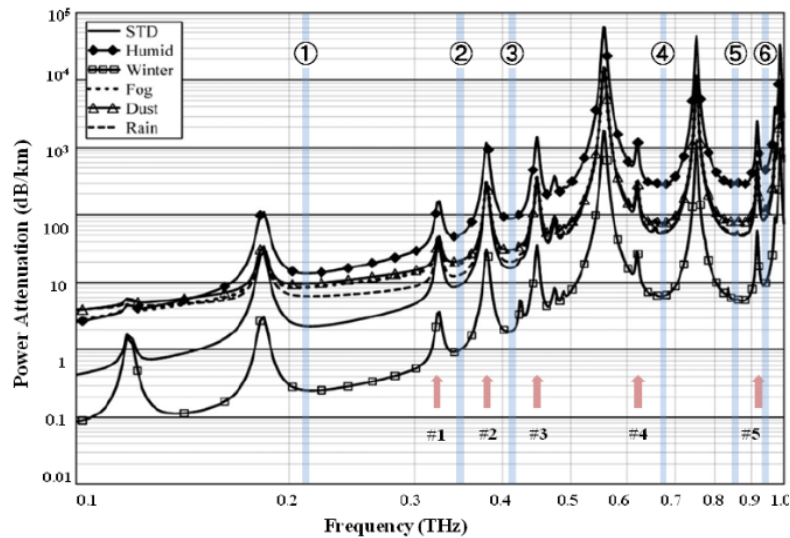 10⁵
10⁴
10³
100
10
1
0.1
0.01
Power Attenuation (dB/km)
STD
Humid
Winter
Fog
Dust
Rain
① ② ③ ④ ⑤ ⑥
#1 #2 #3 #4 #5
0.1 0.2 0.3 0.4 0.5 0.6 0.7 0.8 0.9 1.0
Frequency (THz)